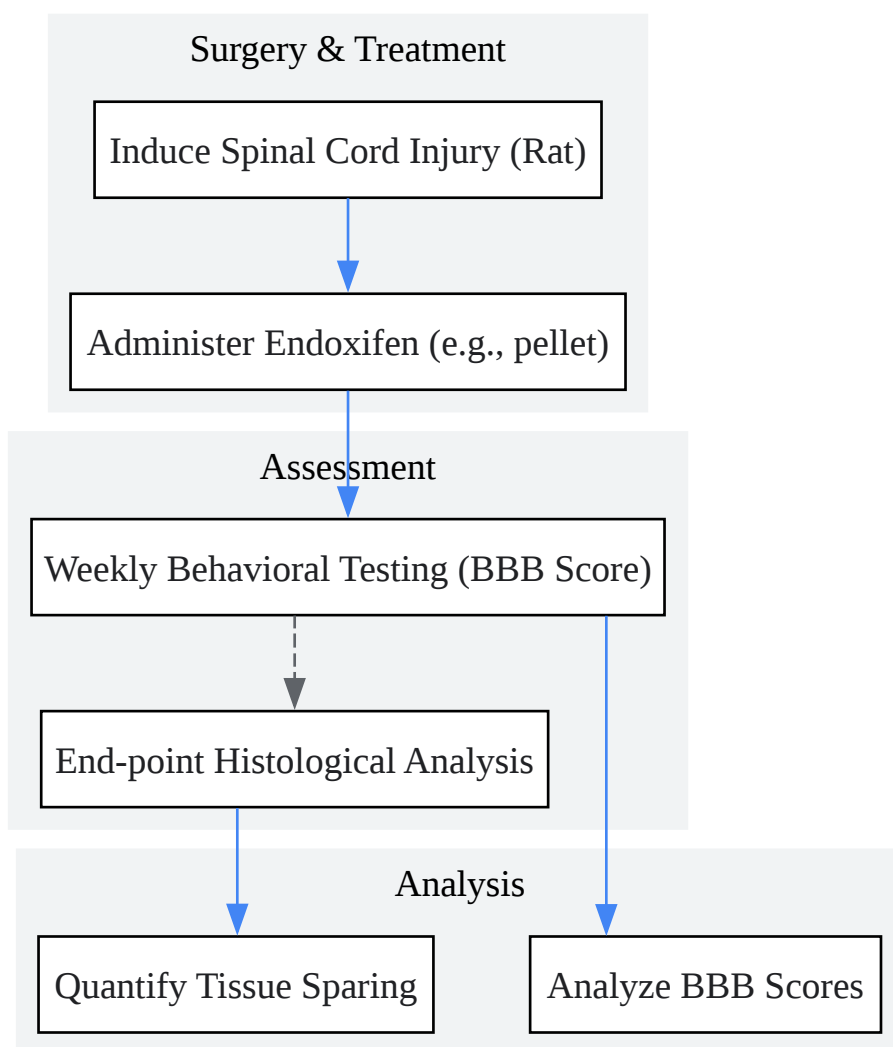 Surgery & Treatment
Induce Spinal Cord Injury (Rat)
Administer Endoxifen (e.g., pellet)
Assessment
Weekly Behavioral Testing (BBB Score)
End-point Histological Analysis
Analysis
Quantify Tissue Sparing
Analyze BBB Scores